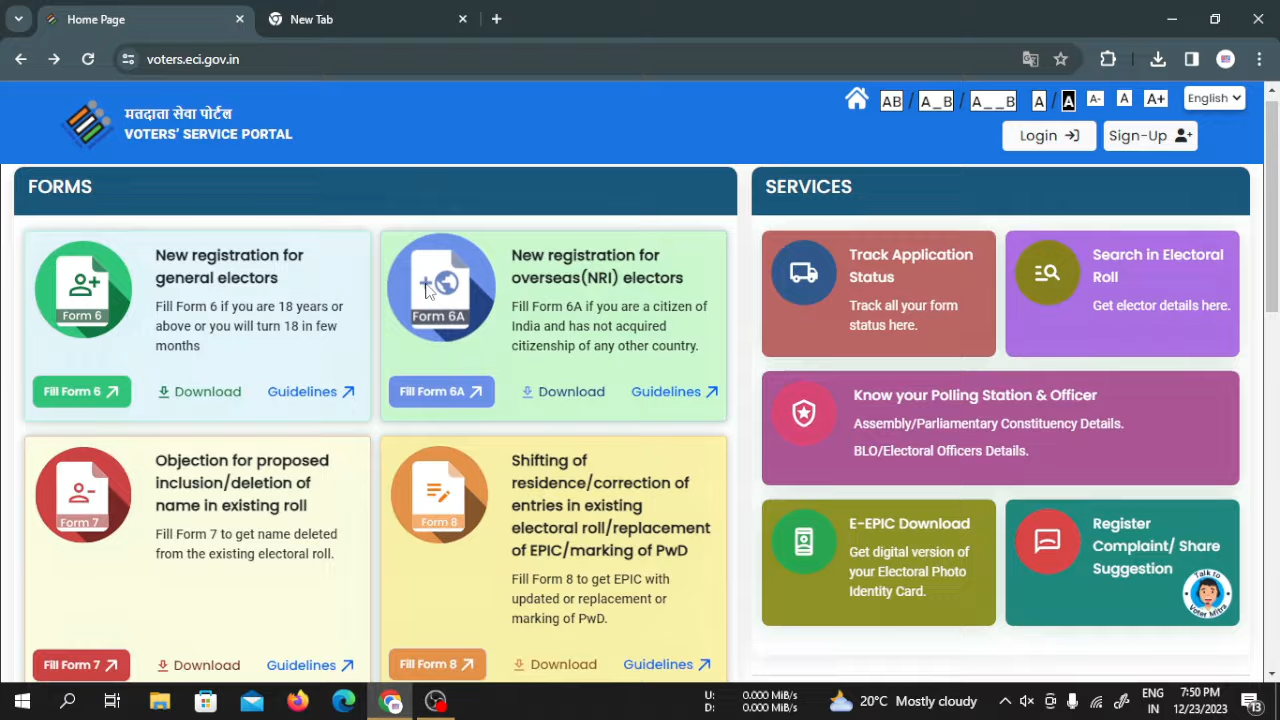 Home Page
New Tab
voters.eci.gov.in
मतदाता सेवा पोर्टल
VOTERS' SERVICE PORTAL
AB / A_B / A__B A / A A- A A+ English
Login Sign-Up
FORMS
New registration for
general electors
Fill Form 6 if you are 18 years or
above or you will turn 18 in few
months
Form 6
Fill Form 6 Download Guidelines
New registration for
overseas(NRI) electors
Fill Form 6A if you are a citizen of
India and has not acquired
citizenship of any other country.
Form 6A
Fill Form 6A Download Guidelines
Objection for proposed
inclusion/deletion of
name in existing roll
Fill Form 7 to get name deleted
from the existing electoral roll.
Form 7
Fill Form 7 Download Guidelines
Shifting of
residence/correction of
entries in existing
electoral roll/replacement
of EPIC/marking of PwD
Fill Form 8 to get EPIC with
updated or replacement or
marking of PwD.
Form 8
Fill Form 8 Download Guidelines
SERVICES
Track Application
Status
Track all your form
status here.
Search in Electoral
Roll
Get elector details here.
Know your Polling Station & Officer
Assembly/Parliamentary Constituency Details.
BLO/Electoral Officers Details.
E-EPIC Download
Get digital version of
your Electoral Photo
Identity Card.
Register
Complaint/ Share
Suggestion
Talk to
Voter Mitra
U: 0.000 MiB/s
D: 0.000 MiB/s
20°C Mostly cloudy
ENG
IN
7:50 PM
12/23/2023
13